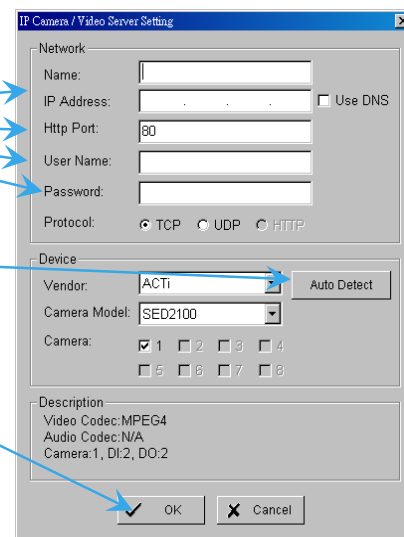 IP Camera / Video Server Setting
Network
Name:
IP Address: . . . Use DNS
Http Port: 80
User Name:
Password:
Protocol: TCP UDP HTTP
Device
Vendor: ACTi Auto Detect
Camera Model: SED2100
Camera: 1 2 3 4
5 6 7 8
Description
Video Codec:MPEG4
Audio Codec:N/A
Camera:1, DI:2, DO:2
OK Cancel